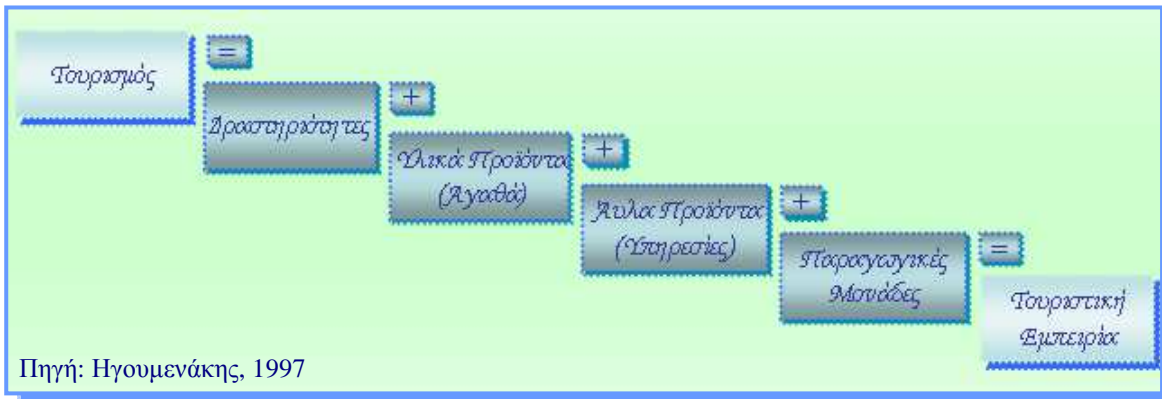 Τουρισμός
=
Δραστηριότητες
+
Υλικά Προϊόντα
(Αγαθά)
+
Άυλα Προϊόντα
(Υπηρεσίες)
+
Παραγωγικές
Μονάδες
=
Τουριστική
Εμπειρία
Πηγή: Ηγουμενάκης, 1997